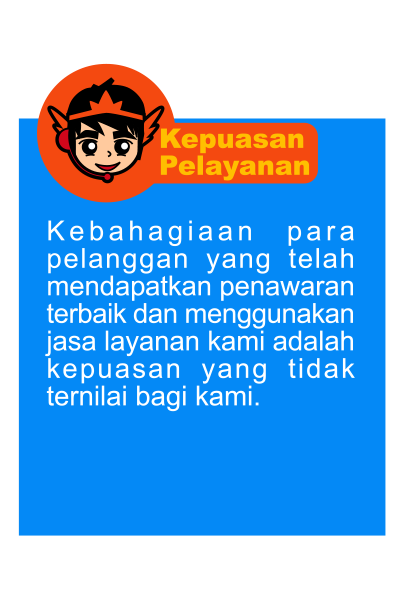 Kepuasan
Pelayanan
Kebahagiaan para
pelanggan yang telah
mendapatkan penawaran
terbaik dan menggunakan
jasa layanan kami adalah
kepuasan yang tidak
ternilai bagi kami.